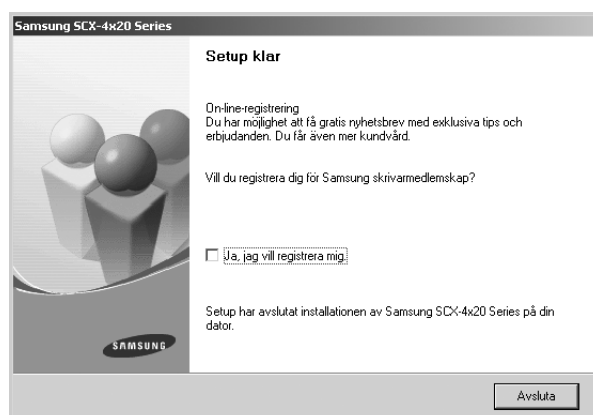 Samsung SCX-4x20 Series
Setup klar
On-line-registrering
Du har möjlighet att få gratis nyhetsbrev med exklusiva tips och
erbjudanden. Du får även mer kundvård.
Vill du registrera dig för Samsung skrivarmedlemskap?
Ja, jag vill registrera mig.
Setup har avslutat installationen av Samsung SCX-4x20 Series på din
dator.
SAMSUNG
Avsluta